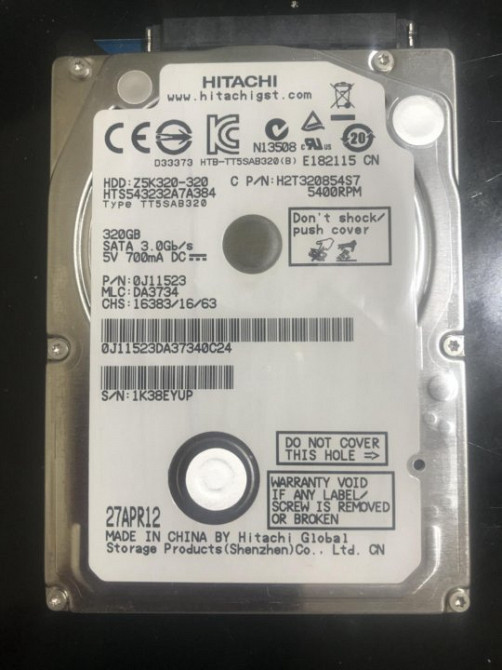 HITACHI
www.hitachigst.com
N13508
20
D33373 HTB-TT5SAB320(B) E182115 CN
HDD:Z5K320-320 C P/N:H2T320854S7
HTS543232A7A384 5400RPM
Type TT5SAB320
Don't shock/
push cover
320GB
SATA 3.0Gb/s
5V 700mA DC
P/N:0J11523
MLC:DA3734
CHS:16383/16/63
0J11523DA37340C24
S/N:1K38EYUP
DO NOT COVER
THIS HOLE =>
WARRANTY VOID
IF ANY LABEL/
SCREW IS REMOVED
OR BROKEN
27APR12
MADE IN CHINA BY Hitachi Global
Storage Products(Shenzhen)Co., Ltd. CN